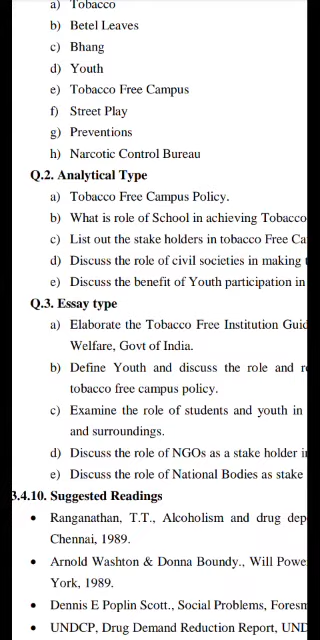 a) Tobacco
b) Betel Leaves
c) Bhang
d) Youth
e) Tobacco Free Campus
f) Street Play
g) Preventions
h) Narcotic Control Bureau
Q.2. Analytical Type
a) Tobacco Free Campus Policy.
b) What is role of School in achieving Tobacco
c) List out the stake holders in tobacco Free Ca
d) Discuss the role of civil societies in making
e) Discuss the benefit of Youth participation in
Q.3. Essay type
a) Elaborate the Tobacco Free Institution Guid
Welfare, Govt of India.
b) Define Youth and discuss the role and
tobacco free campus policy.
c) Examine the role of students and youth in
and surroundings.
d) Discuss the role of NGOs as a stake holder
e) Discuss the role of National Bodies as stake
3.4.10. Suggested Readings
• Ranganathan, T.T., Alcoholism and drug dep
Chennai, 1989.
• Arnold Washton & Donna Boundy., Will Powe
York, 1989.
• Dennis E Poplin Scott., Social Problems, Foresn
• UNDCP, Drug Demand Reduction Report, UND